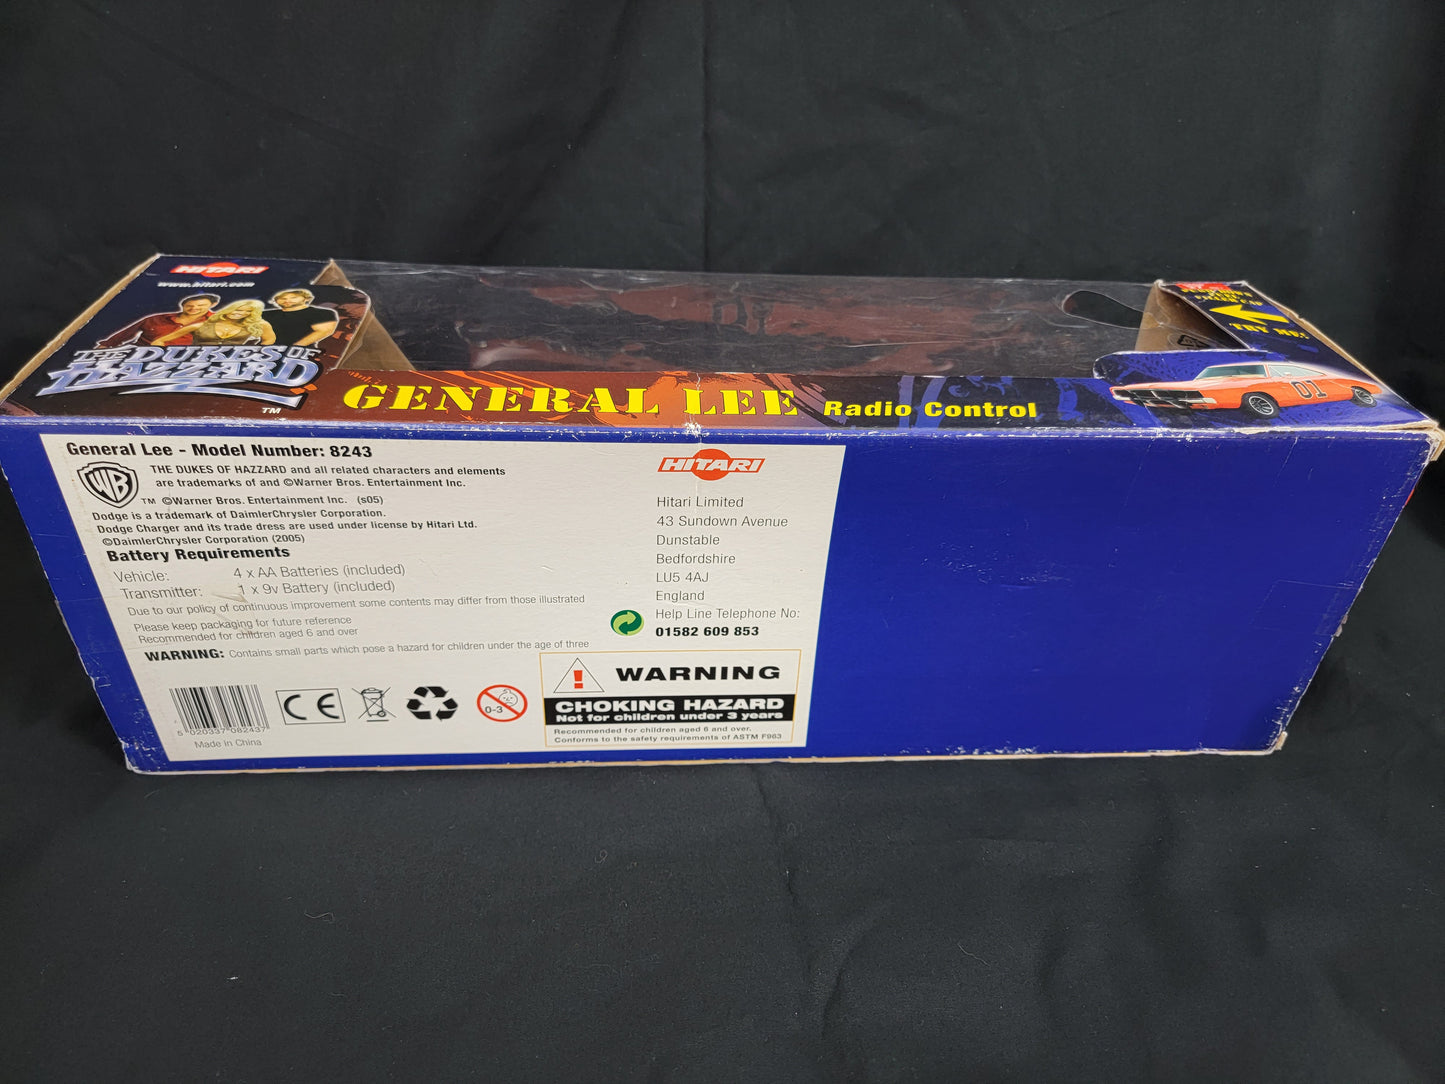 HITARI
www.hitari.com
THE DUKES OF
HAZZARD
TM
GENERAL LEE Radio Control
TRY ME!
01
General Lee - Model Number: 8243
WB
TM
THE DUKES OF HAZZARD and all related characters and elements
are trademarks of and ©Warner Bros. Entertainment Inc.
©Warner Bros. Entertainment Inc. (s05)
Dodge is a trademark of DaimlerChrysler Corporation.
Dodge Charger and its trade dress are used under license by Hitari Ltd.
©DaimlerChrysler Corporation (2005)
Battery Requirements
Vehicle: 4 x AA Batteries (included)
Transmitter: 1 x 9v Battery (included)
Due to our policy of continuous improvement some contents may differ from those illustrated
Please keep packaging for future reference
Recommended for children aged 6 and over
WARNING: Contains small parts which pose a hazard for children under the age of three
5 020337 082437
Made in China
CE
0-3
HITARI
Hitari Limited
43 Sundown Avenue
Dunstable
Bedfordshire
LU5 4AJ
England
Help Line Telephone No:
01582 609 853
! WARNING
CHOKING HAZARD
Not for children under 3 years
Recommended for children aged 6 and over.
Conforms to the safety requirements of ASTM F963